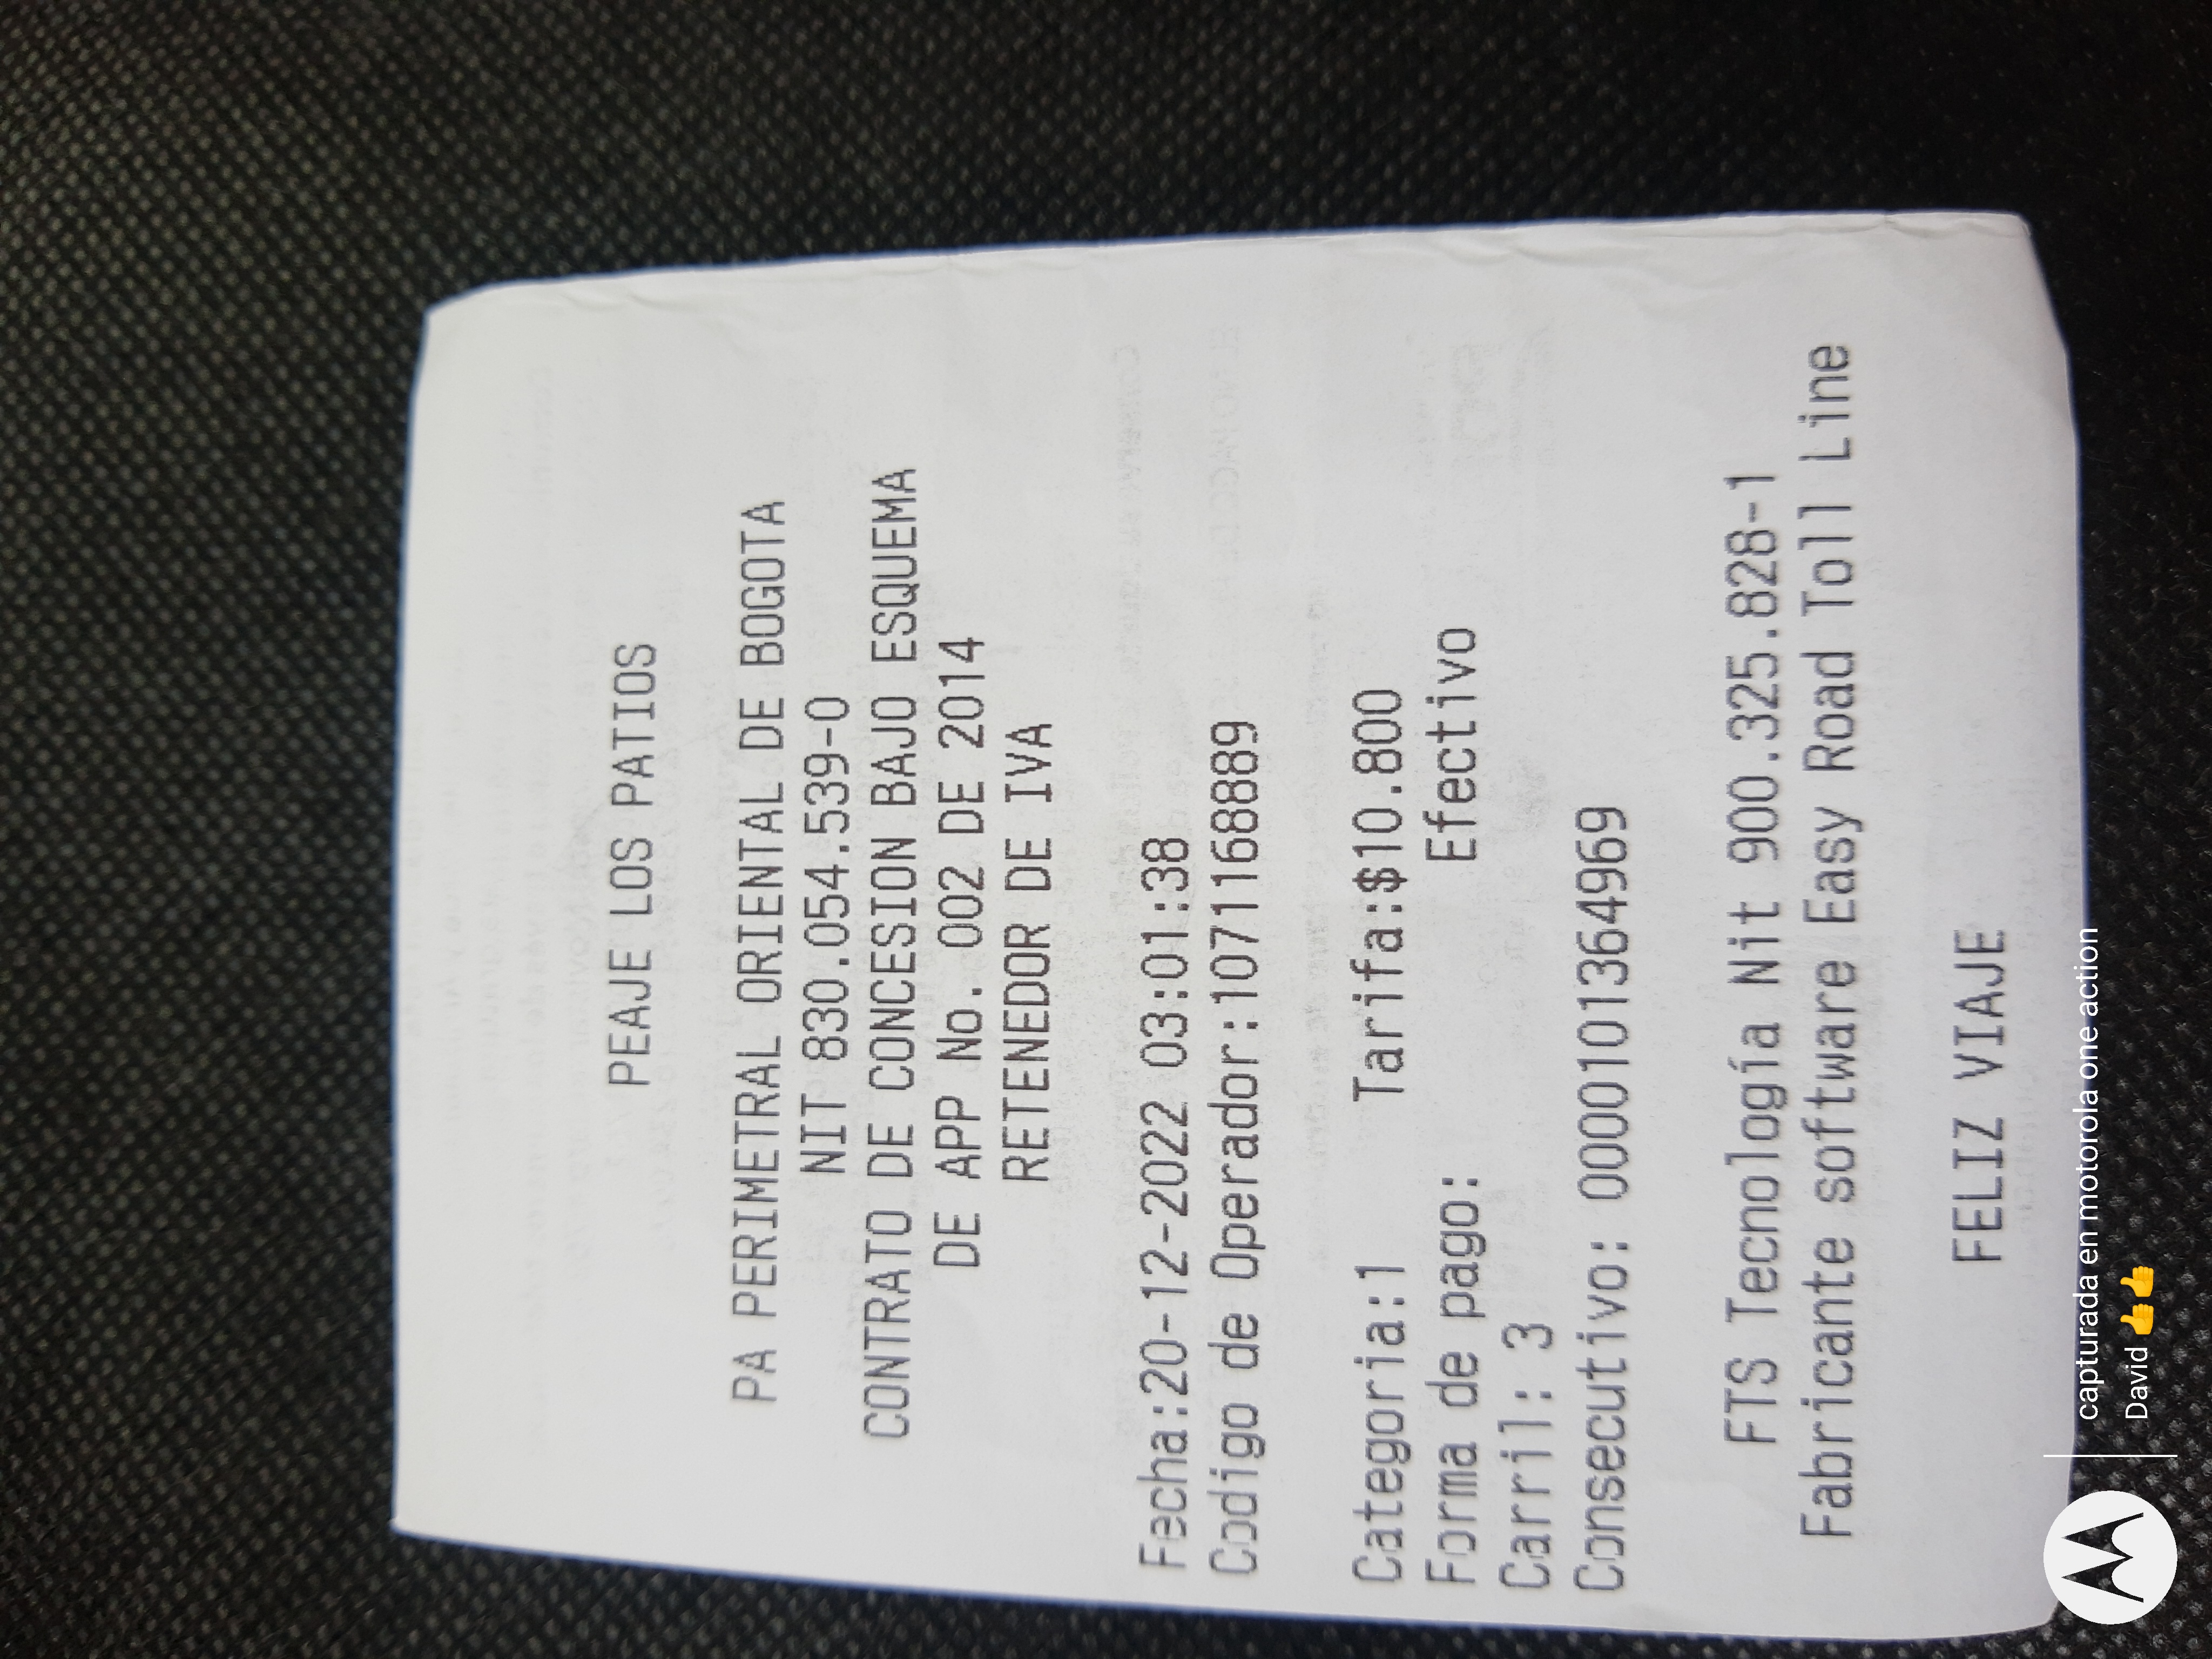 PEAJE LOS PATIOS
PA PERIMETRAL ORIENTAL DE BOGOTA
NIT 830.054.539-0
CONTRATO DE CONCESION BAJO ESQUEMA
DE APP No. 002 DE 2014
RETENEDOR DE IVA
Fecha:20-12-2022 03:01:38
Codigo de Operador:1071168889
Categoria:1 Tarifa:$10.800
Forma de pago: Efectivo
Carril: 3
Consecutivo: 00001013649 69
FTS Tecnología Nit 900.325.828-1
Fabricante software Easy Road Toll Line
FELIZ VIAJE
capturada en motorola one action
David 👍👍